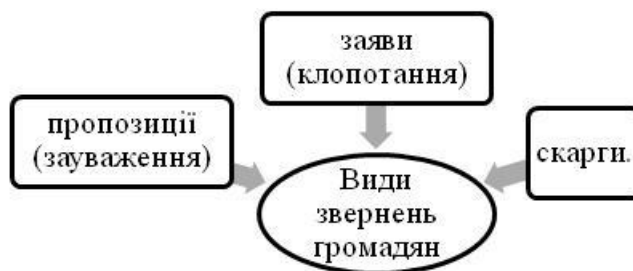 заяви
(клопотання)
пропозиції
(зауваження)
скарги.
Види
звернень
громадян